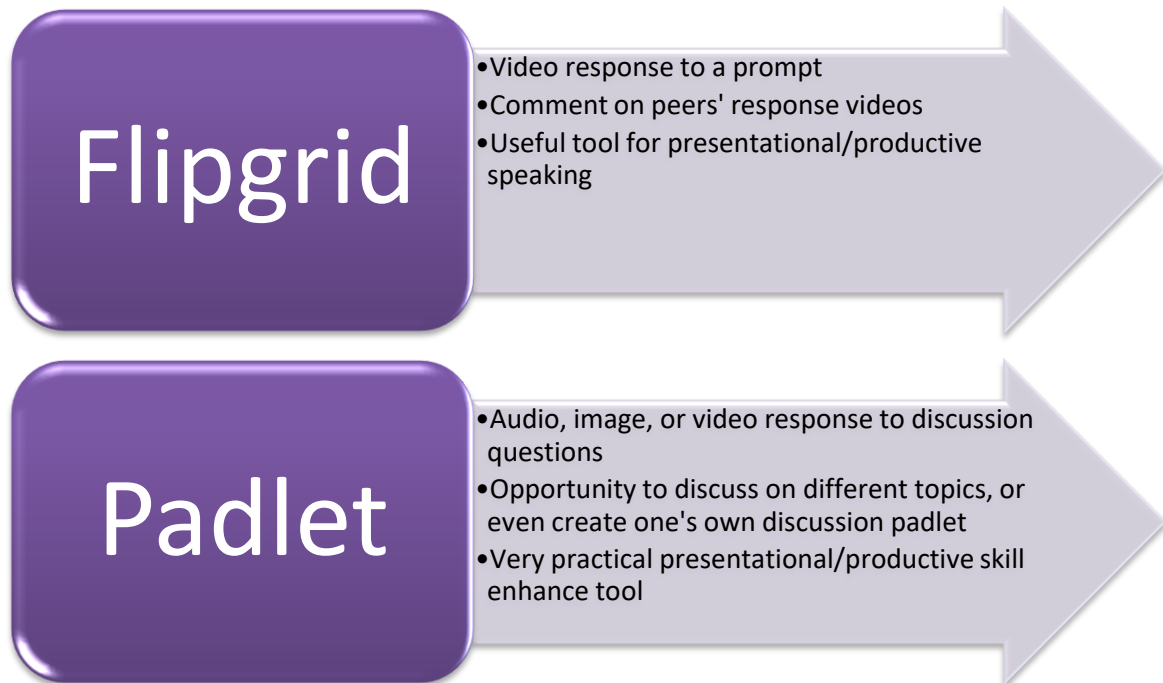 Flipgrid
•Video response to a prompt
•Comment on peers' response videos
•Useful tool for presentational/productive
speaking
Padlet
•Audio, image, or video response to discussion
questions
•Opportunity to discuss on different topics, or
even create one's own discussion padlet
•Very practical presentational/productive skill
enhance tool